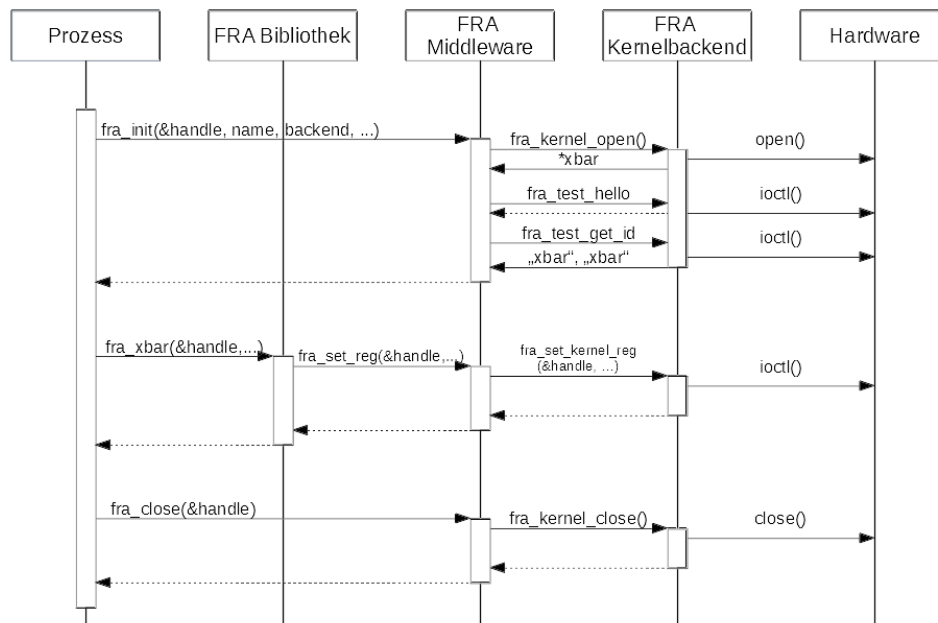 Prozess
FRA Bibliothek
FRA
Middleware
FRA
Kernelbackend
Hardware
fra_init(&handle, name, backend, ...)
fra_kernel_open()
open()
*xbar
fra_test_hello
ioctl()
fra_test_get_id
ioctl()
„xbar“, „xbar“
fra_xbar(&handle,...)
fra_set_reg(&handle,...)
fra_set_kernel_reg
(&handle, ...)
ioctl()
fra_close(&handle)
fra_kernel_close()
close()